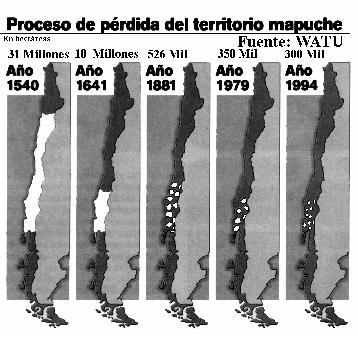 Proceso de pérdida del territorio mapuche
En hectáreas
Fuente: WATU
31 Millones 10 Millones 526 Mil 350 Mil 300 Mil
Año Año Año Año Año
1540 1641 1881 1979 1994